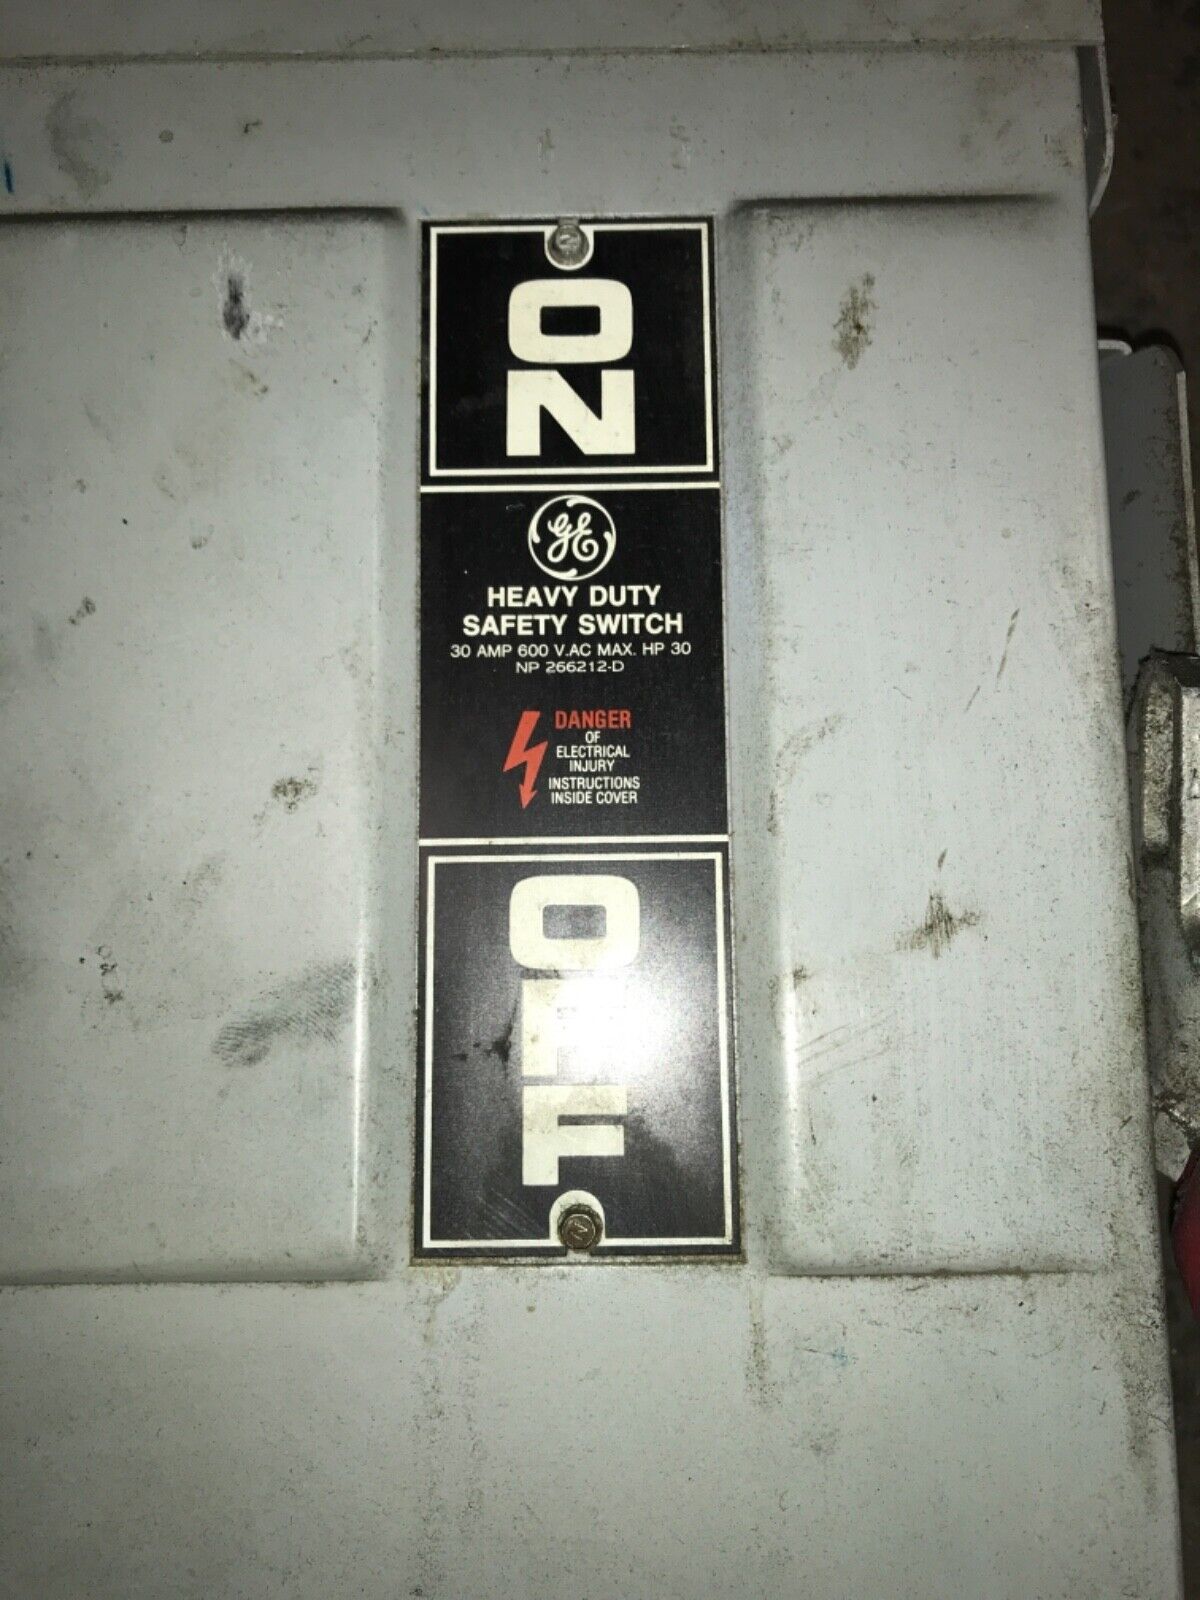 ON
GE
HEAVY DUTY
SAFETY SWITCH
30 AMP 600 V.AC MAX. HP 30
NP 266212-D
DANGER
OF
ELECTRICAL
INJURY
INSTRUCTIONS
INSIDE COVER
OFF